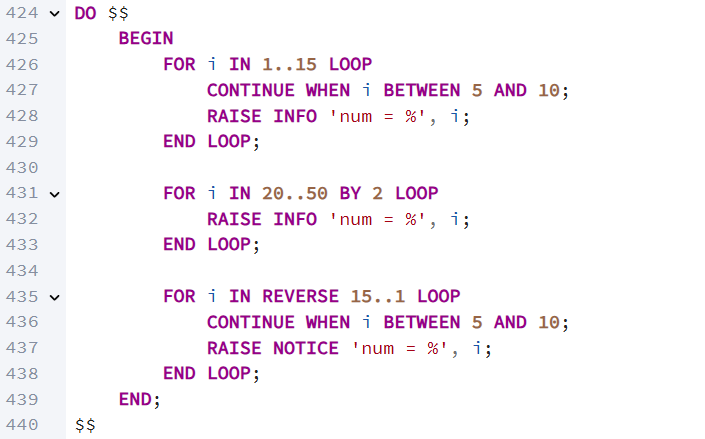 424 DO $$
425     BEGIN
426         FOR i IN 1..15 LOOP
427             CONTINUE WHEN i BETWEEN 5 AND 10;
428             RAISE INFO 'num = %', i;
429         END LOOP;
430
431         FOR i IN 20..50 BY 2 LOOP
432             RAISE INFO 'num = %', i;
433         END LOOP;
434
435         FOR i IN REVERSE 15..1 LOOP
436             CONTINUE WHEN i BETWEEN 5 AND 10;
437             RAISE NOTICE 'num = %', i;
438         END LOOP;
439     END;
440 $$